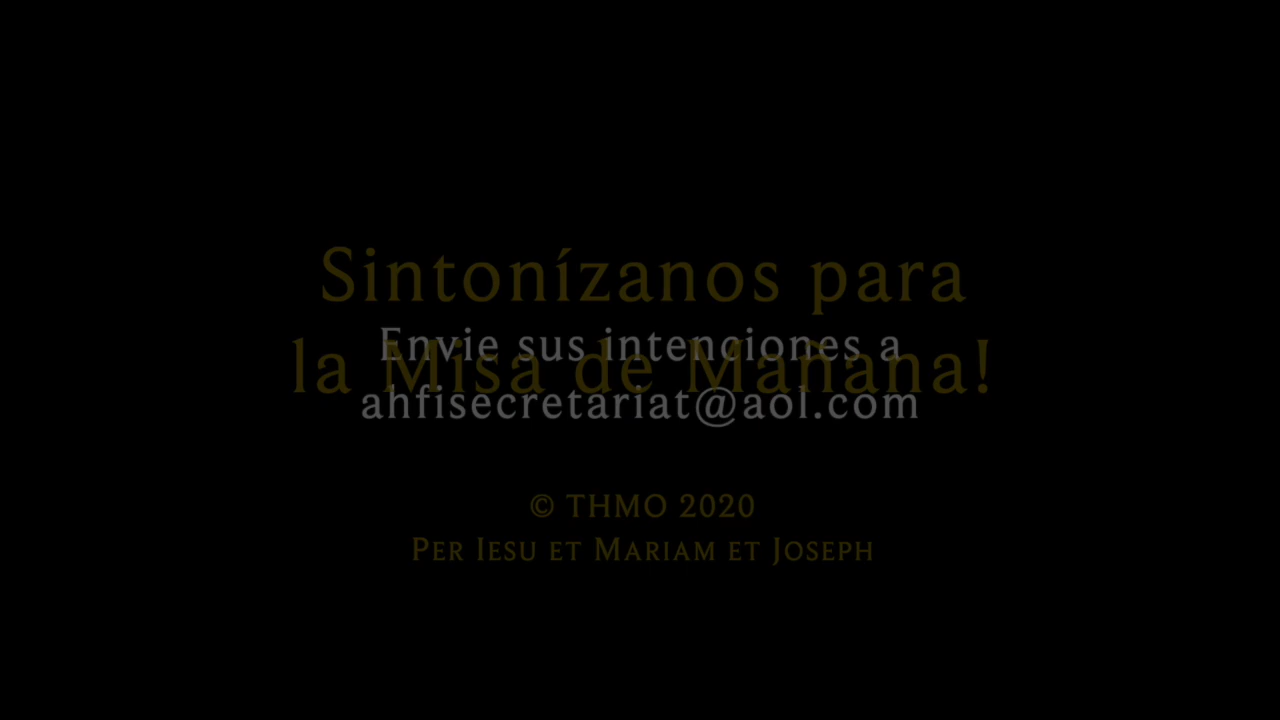 Sintonízanos para
la Misa de Mañana!
Envie sus intenciones a
ahfisecretariat@aol.com
© THMO 2020
Per Iesu et Mariam et Joseph